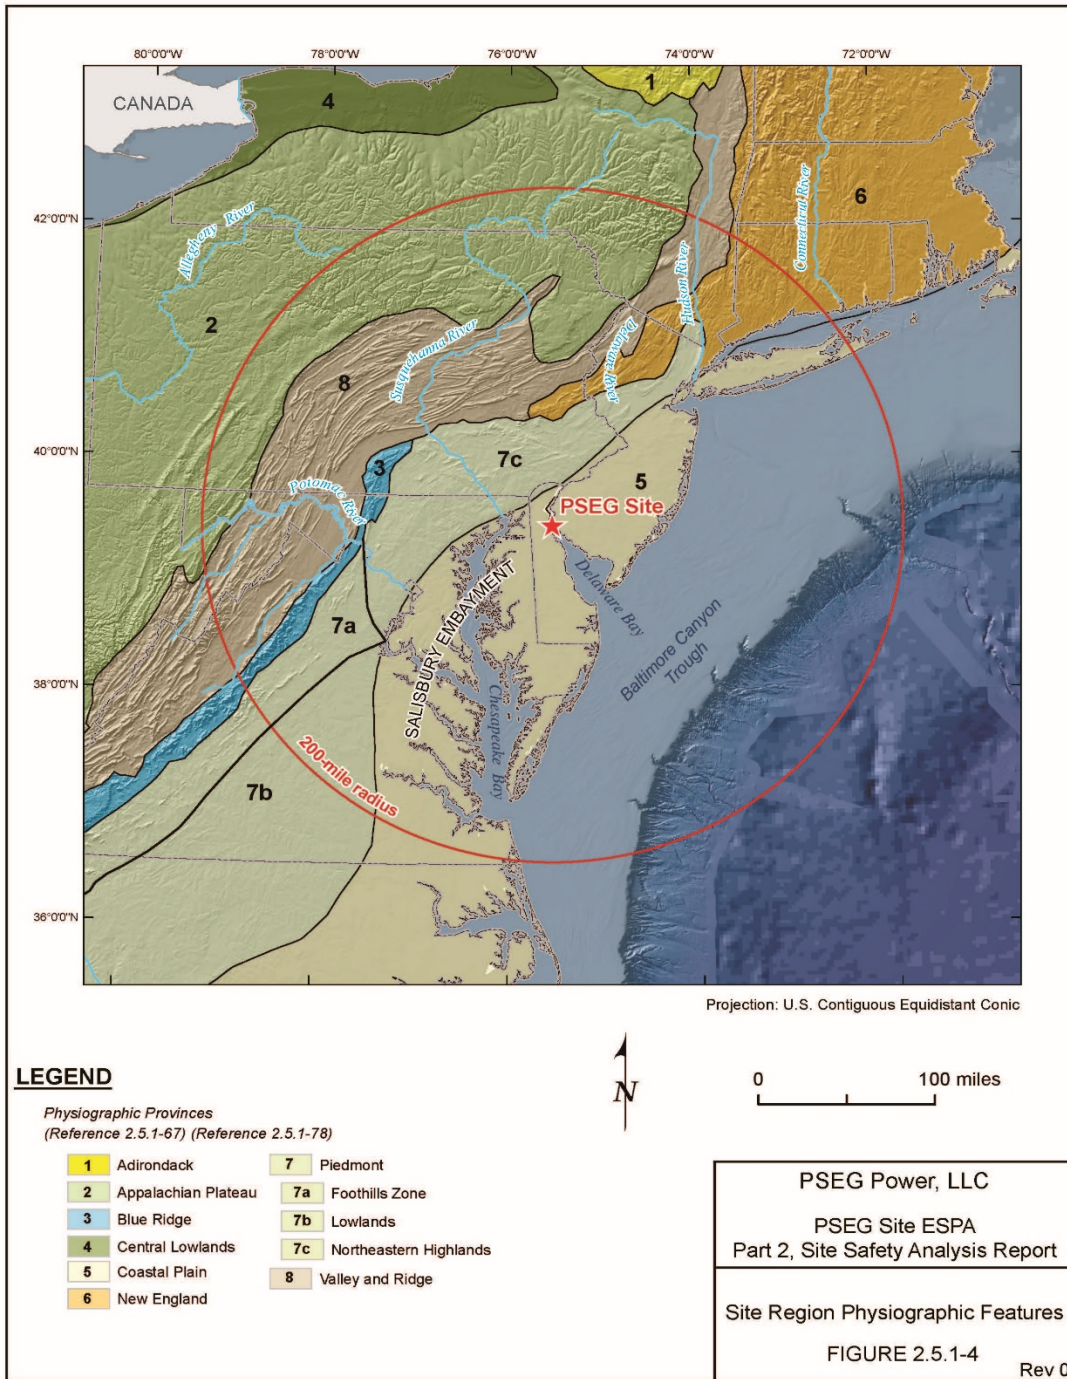 80°0'0"W 78°0'0"W 76°0'0"W 74°0'0"W 72°0'0"W
CANADA
4
1
42°0'0"N
6
Allegheny River
Connecticut River
Hudson River
2
Susquehanna River
Delaware River
8
40°0'0"N
3
7c
5
Potomac River
PSEG Site
Delaware Bay
7a
SALISBURY EMBAYMENT
Baltimore Canyon
Trough
38°0'0"N
Chesapeake Bay
200-mile radius
7b
36°0'0"N
Projection: U.S. Contiguous Equidistant Conic
LEGEND
N
0 100 miles
Physiographic Provinces
(Reference 2.5.1-67) (Reference 2.5.1-78)
1 Adirondack
2 Appalachian Plateau
3 Blue Ridge
4 Central Lowlands
5 Coastal Plain
6 New England
7 Piedmont
7a Foothills Zone
7b Lowlands
7c Northeastern Highlands
8 Valley and Ridge
PSEG Power, LLC
PSEG Site ESPA
Part 2, Site Safety Analysis Report
Site Region Physiographic Features
FIGURE 2.5.1-4
Rev 0